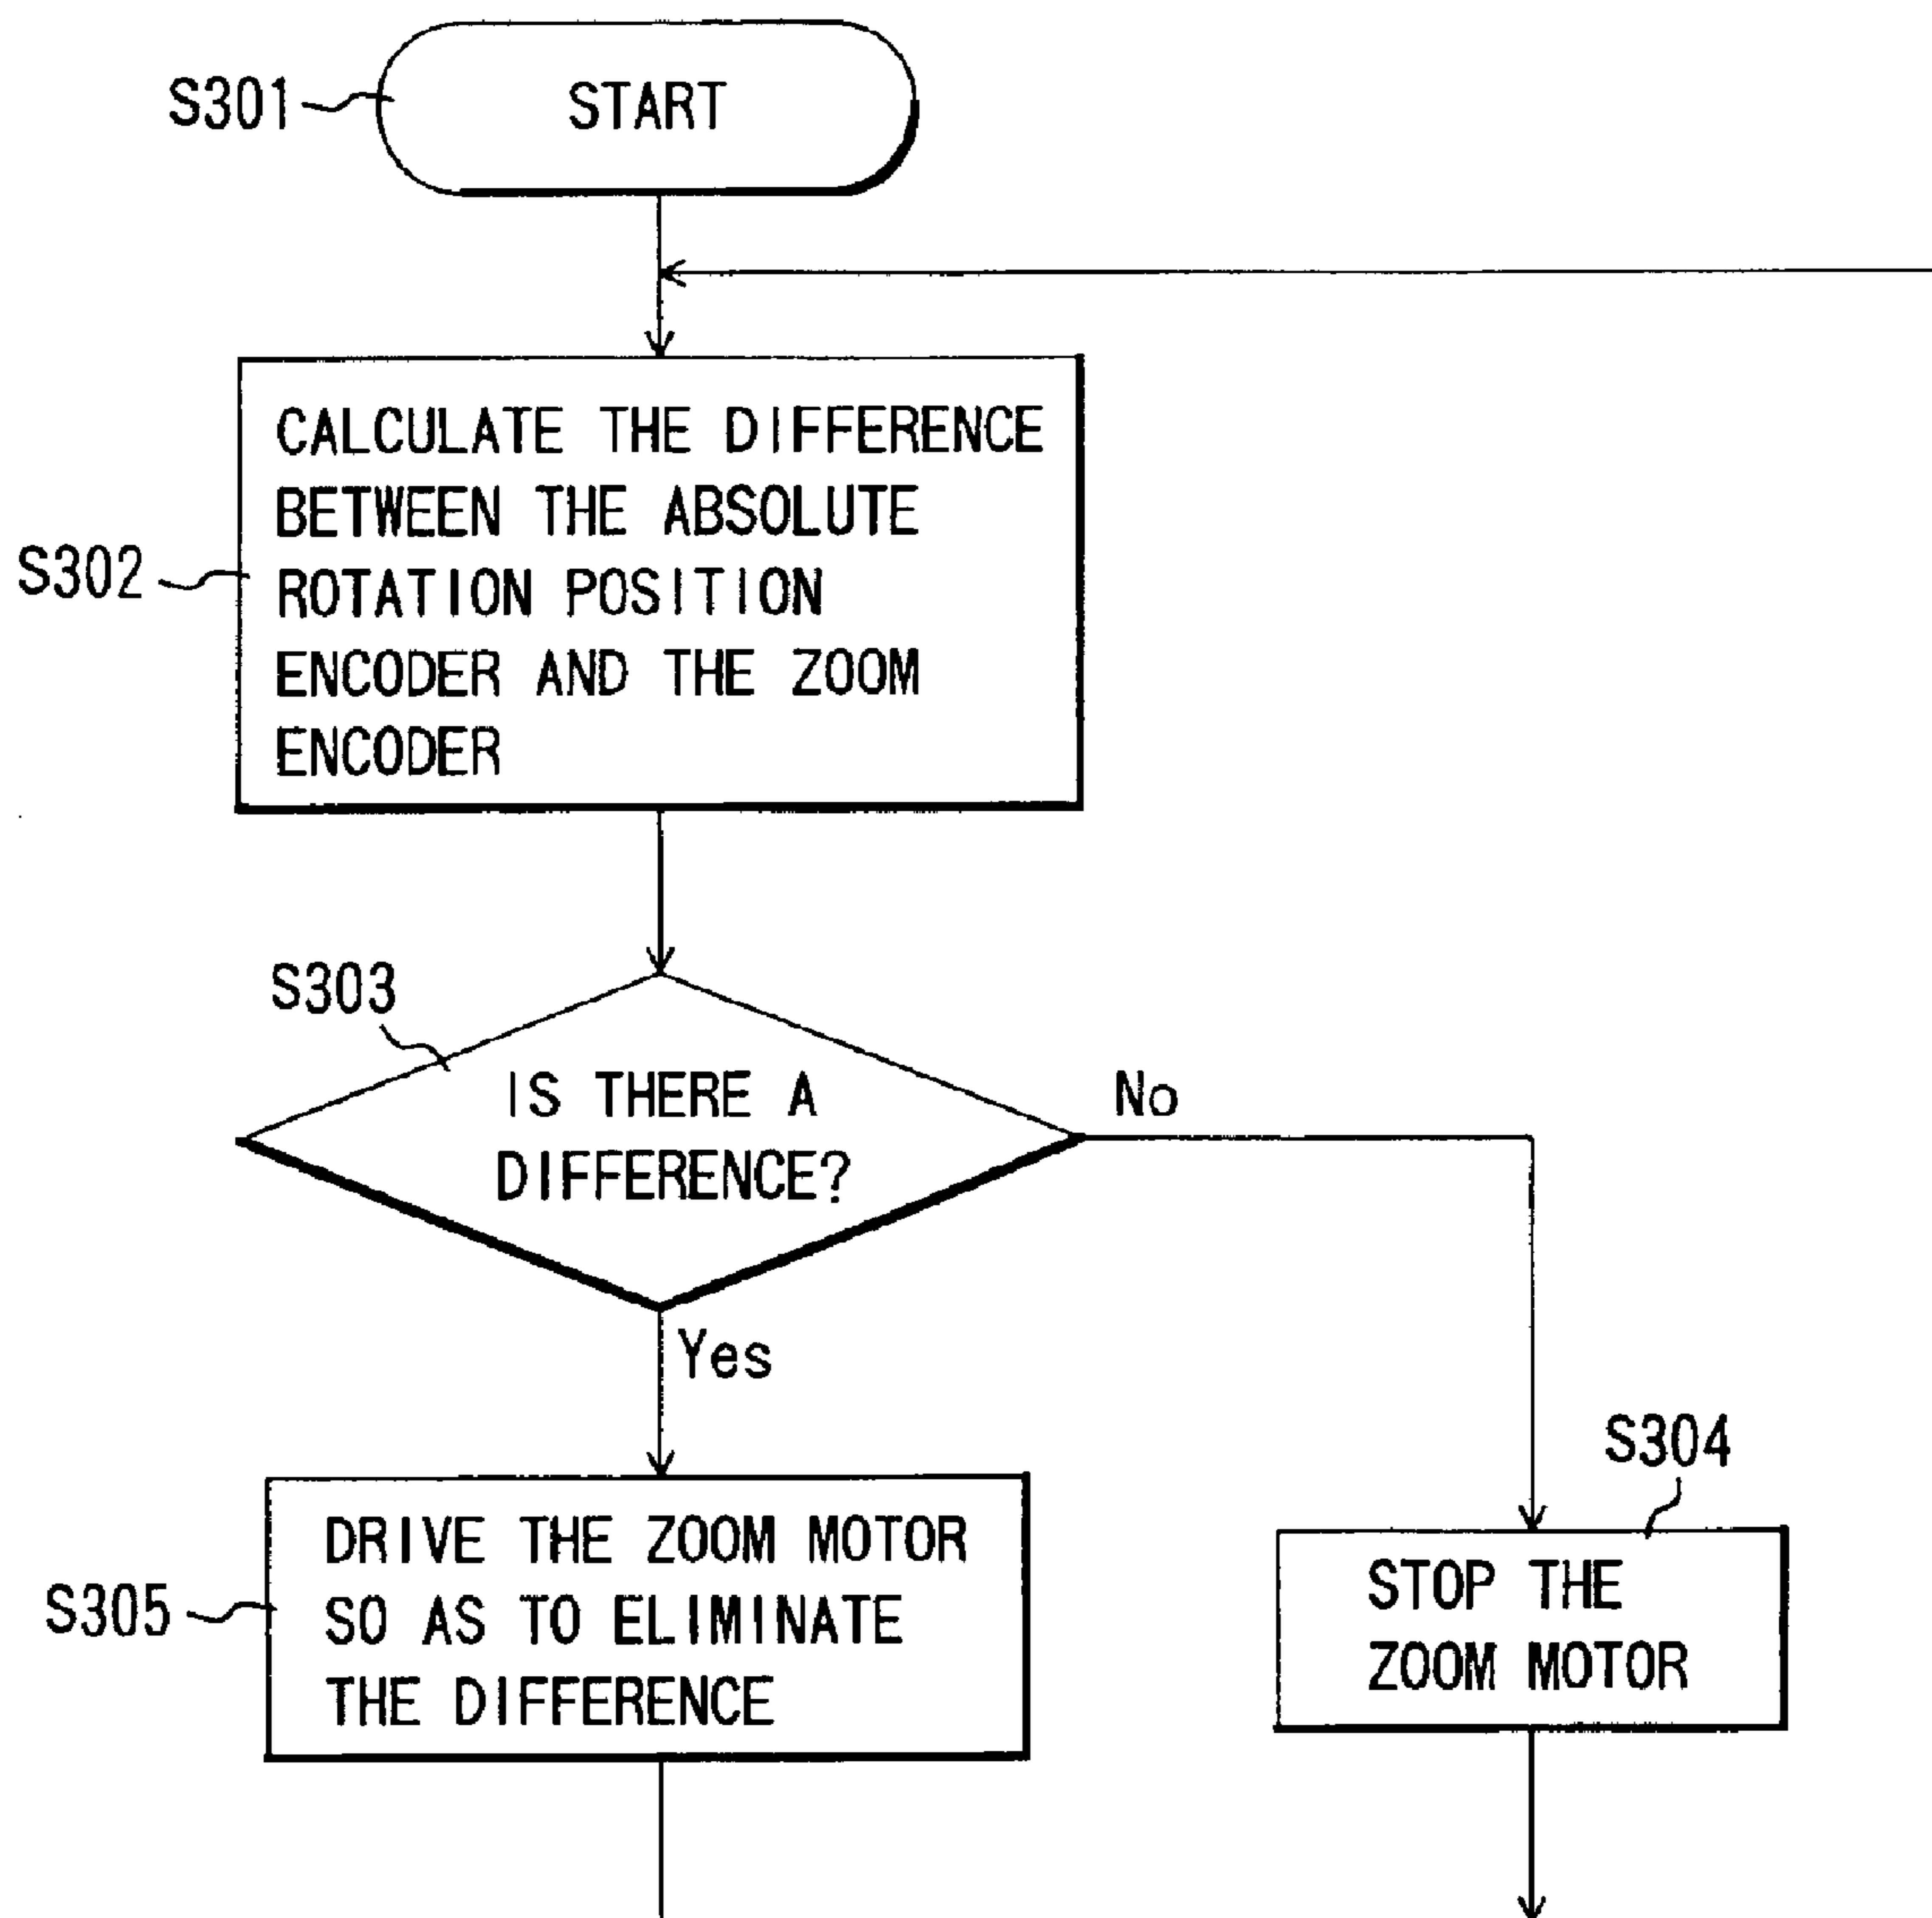 S301
START
S302
CALCULATE THE DIFFERENCE
BETWEEN THE ABSOLUTE
ROTATION POSITION
ENCODER AND THE ZOOM
ENCODER
S303
IS THERE A
DIFFERENCE?
No
Yes
S305
DRIVE THE ZOOM MOTOR
SO AS TO ELIMINATE
THE DIFFERENCE
S304
STOP THE
ZOOM MOTOR